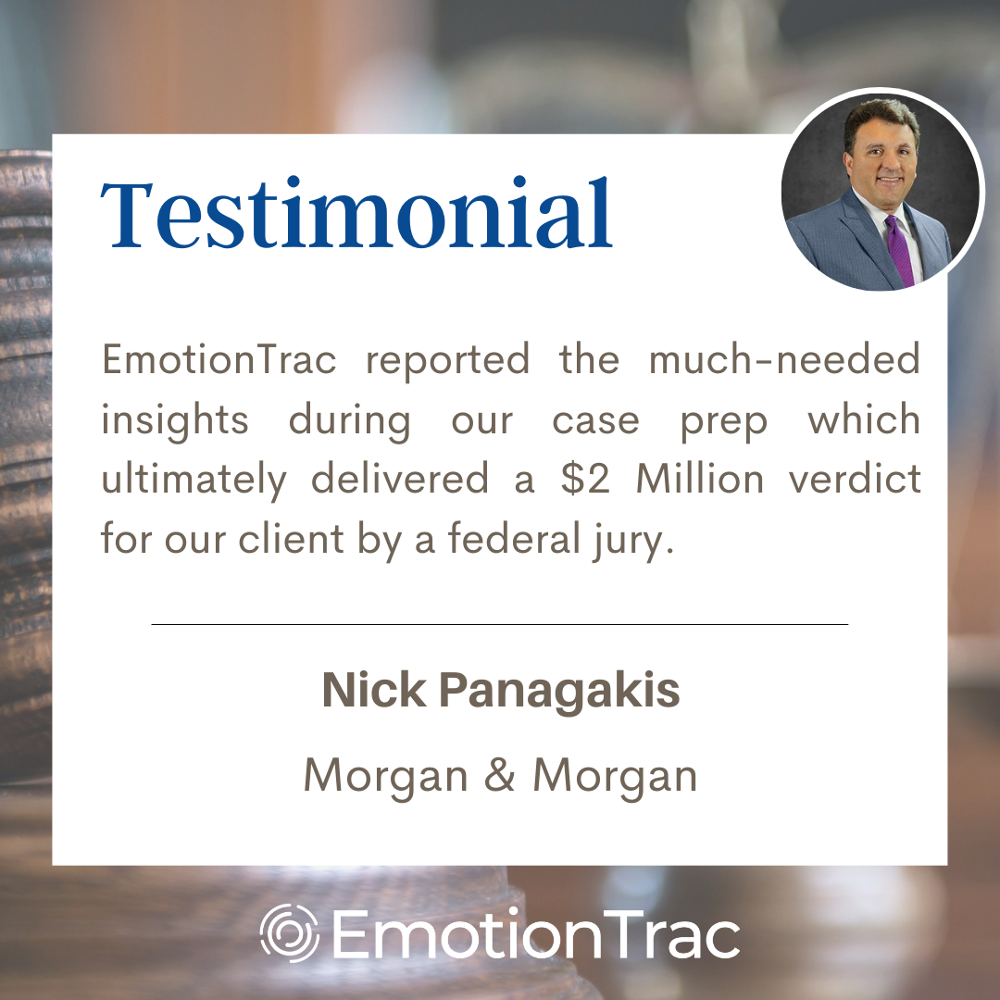 Testimonial
EmotionTrac reported the much-needed
insights during our case prep which
ultimately delivered a $2 Million verdict
for our client by a federal jury.
Nick Panagakis
Morgan & Morgan
EmotionTrac